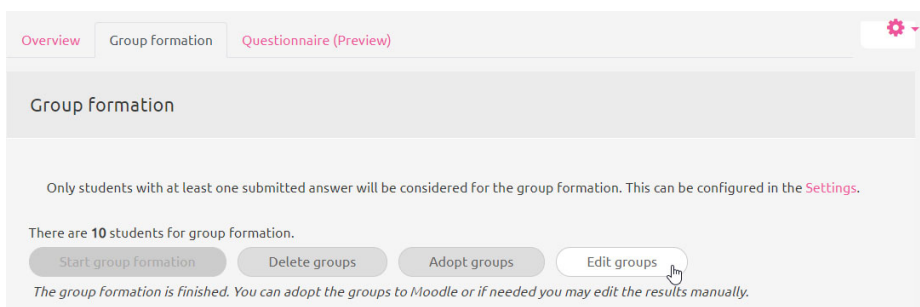 Overview Group formation Questionnaire (Preview)
Group formation
Only students with at least one submitted answer will be considered for the group formation. This can be configured in the Settings.
There are 10 students for group formation.
Start group formation Delete groups Adopt groups Edit groups
The group formation is finished. You can adopt the groups to Moodle or if needed you may edit the results manually.